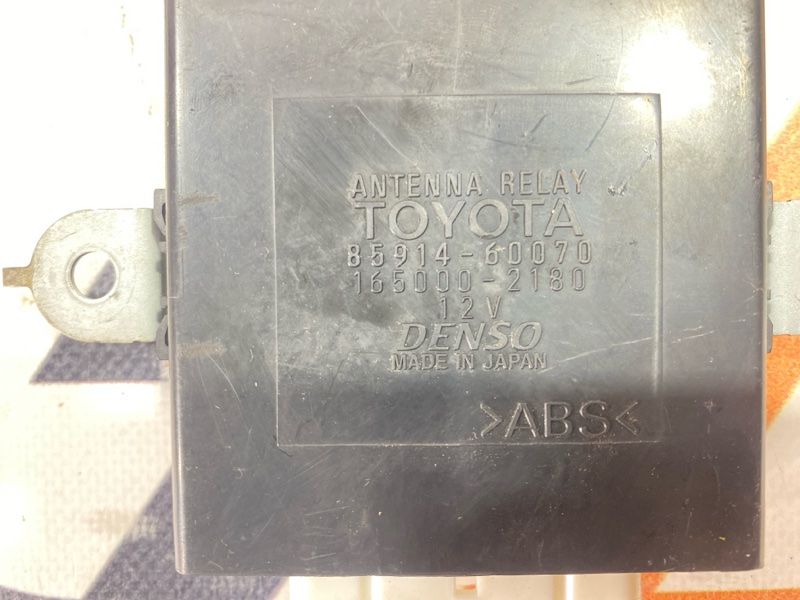 ANTENNA RELAY
TOYOTA
85914-60070
165000-2180
12V
DENSO
MADE IN JAPAN
>ABS<